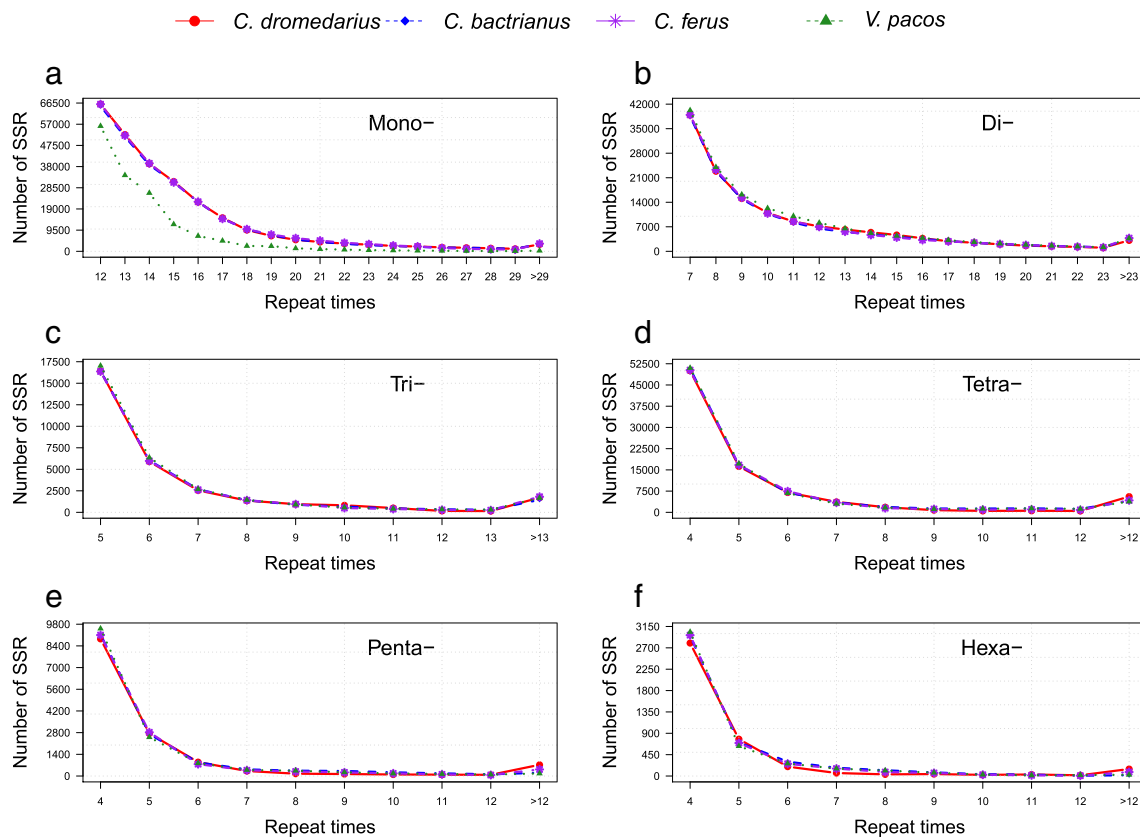 C. dromedarius C. bactrianus C. ferus V. pacos
a
Number of SSR
66500
57000
47500
38000
28500
19000
9500
0
Mono−
12 13 14 15 16 17 18 19 20 21 22 23 24 25 26 27 28 29 >29
Repeat times
b
Number of SSR
42000
35000
28000
21000
14000
7000
0
Di−
7 8 9 10 11 12 13 14 15 16 17 18 19 20 21 22 23 >23
Repeat times
c
Number of SSR
17500
15000
12500
10000
7500
5000
2500
0
Tri−
5 6 7 8 9 10 11 12 13 >13
Repeat times
d
Number of SSR
52500
45000
37500
30000
22500
15000
7500
0
Tetra−
4 5 6 7 8 9 10 11 12 >12
Repeat times
e
Number of SSR
9800
8400
7000
5600
4200
2800
1400
0
Penta−
4 5 6 7 8 9 10 11 12 >12
Repeat times
f
Number of SSR
3150
2700
2250
1800
1350
900
450
0
Hexa−
4 5 6 7 8 9 10 11 12 >12
Repeat times